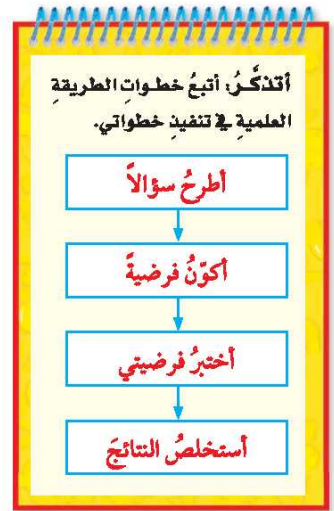 أتذكَّرُ: أتبعُ خطواتِ الطريقةِ
العلميةِ في تنفيذِ خطواتي.
أطرحُ سؤالاً
أكوّنُ فرضيةً
أختبرُ فرضيتي
أستخلصُ النتائجَ